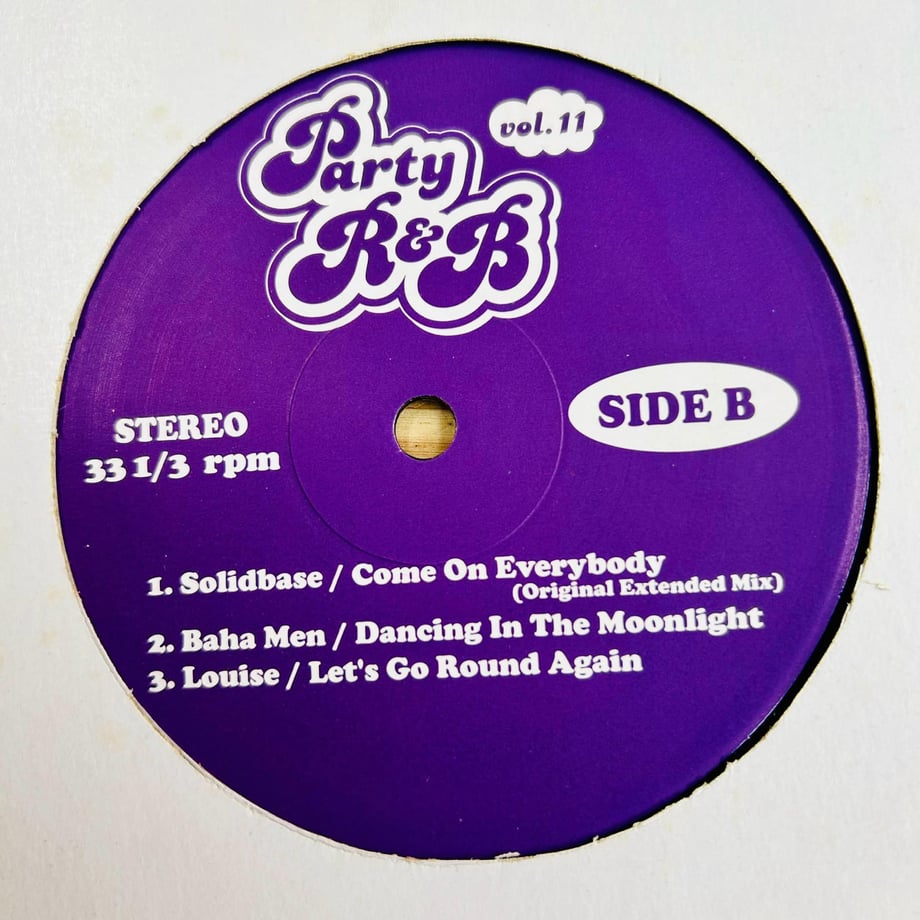 Party
R&B
vol. 11
SIDE B
STEREO
33 1/3 rpm
1. Solidbase / Come On Everybody
(Original Extended Mix)
2. Baha Men / Dancing In The Moonlight
3. Louise / Let's Go Round Again